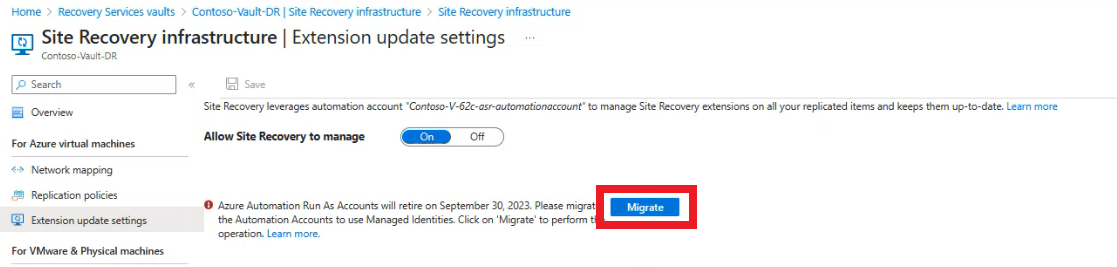 Home > Recovery Services vaults > Contoso-Vault-DR | Site Recovery infrastructure > Site Recovery infrastructure
Site Recovery infrastructure | Extension update settings ...
Contoso-Vault-DR
Search
«
Save
Overview
For Azure virtual machines
Network mapping
Replication policies
Extension update settings
For VMware & Physical machines
Site Recovery leverages automation account "Contoso-V-62c-asr-automationaccount" to manage Site Recovery extensions on all your replicated items and keeps them up-to-date. Learn more
Allow Site Recovery to manage On Off
Azure Automation Run As Accounts will retire on September 30, 2023. Please
the Automation Accounts to use Managed Identities. Click on 'Migrate' to perform
operation. Learn more.
Migrate